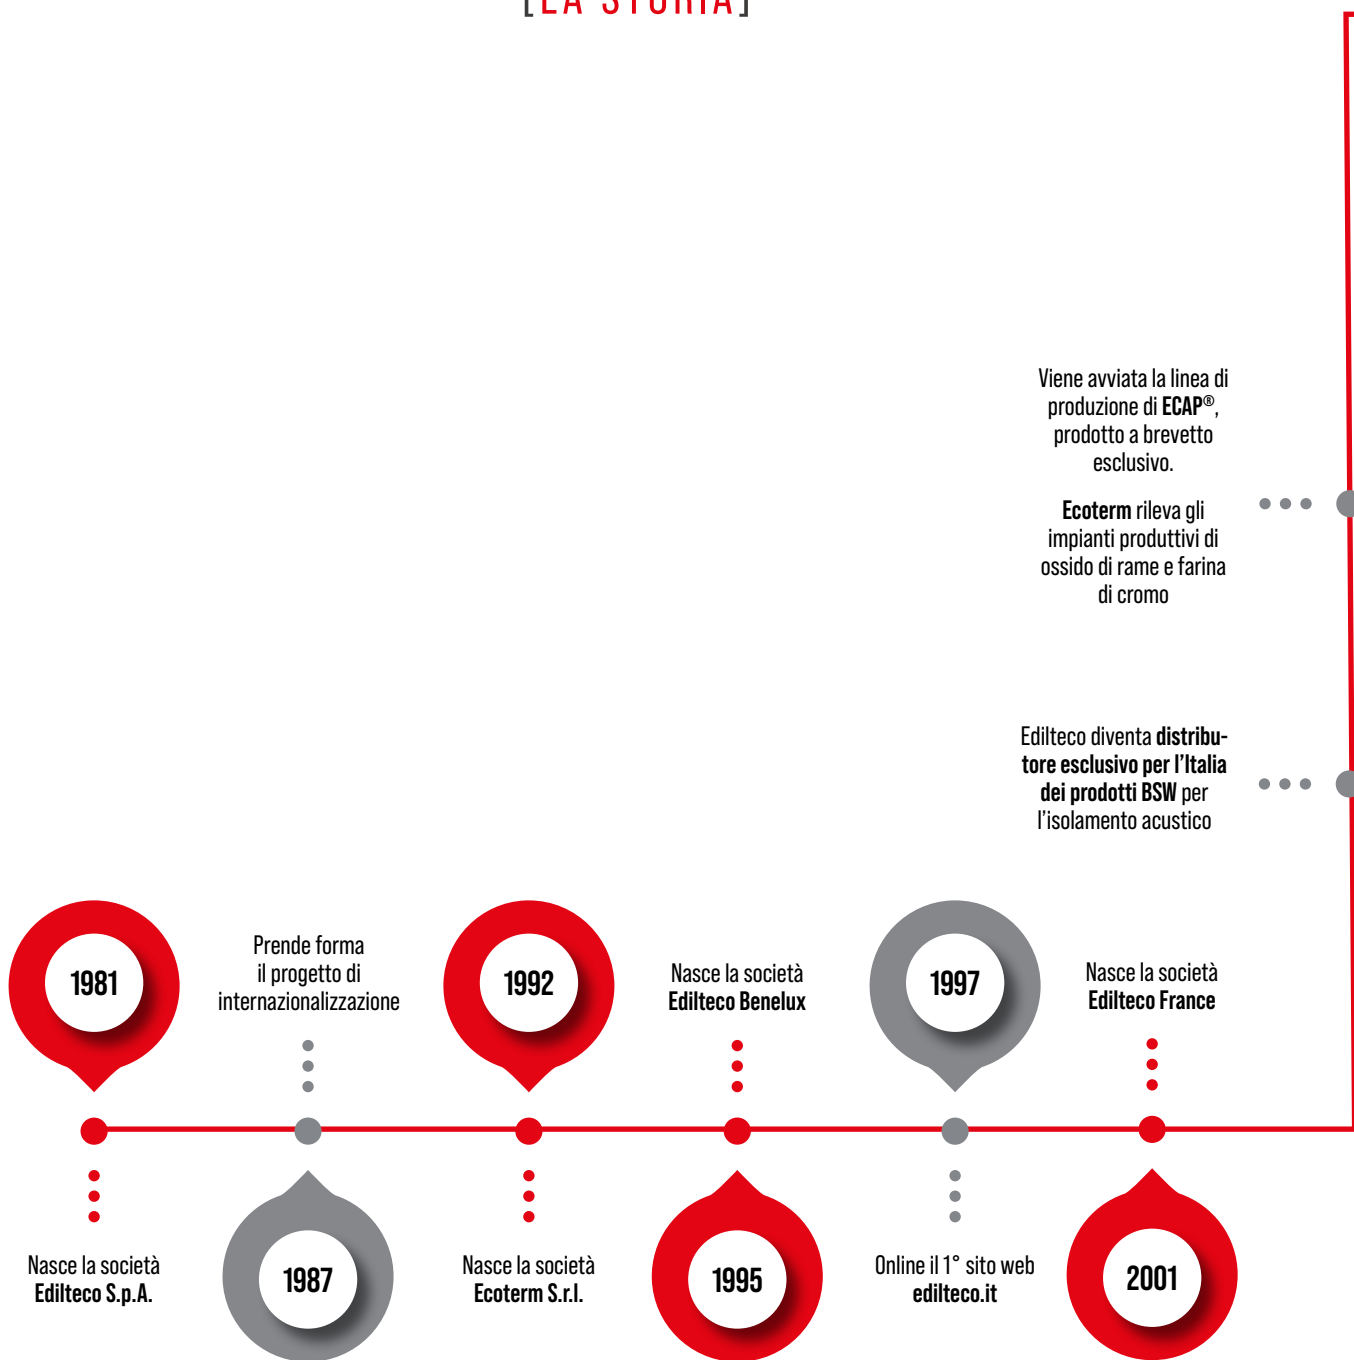 [LA STORIA]
Viene avviata la linea di
produzione di ECAP®,
prodotto a brevetto
esclusivo.
Ecoterm rileva gli
impianti produttivi di
ossido di rame e farina
di cromo
Edilteco diventa distribu-
tore esclusivo per l'Italia
dei prodotti BSW per
l'isolamento acustico
1981
Nasce la società
Edilteco S.p.A.
Prende forma
il progetto di
internazionalizzazione
1987
1992
Nasce la società
Ecoterm S.r.l.
Nasce la società
Edilteco Benelux
1995
1997
Online il 1° sito web
edilteco.it
Nasce la società
Edilteco France
2001